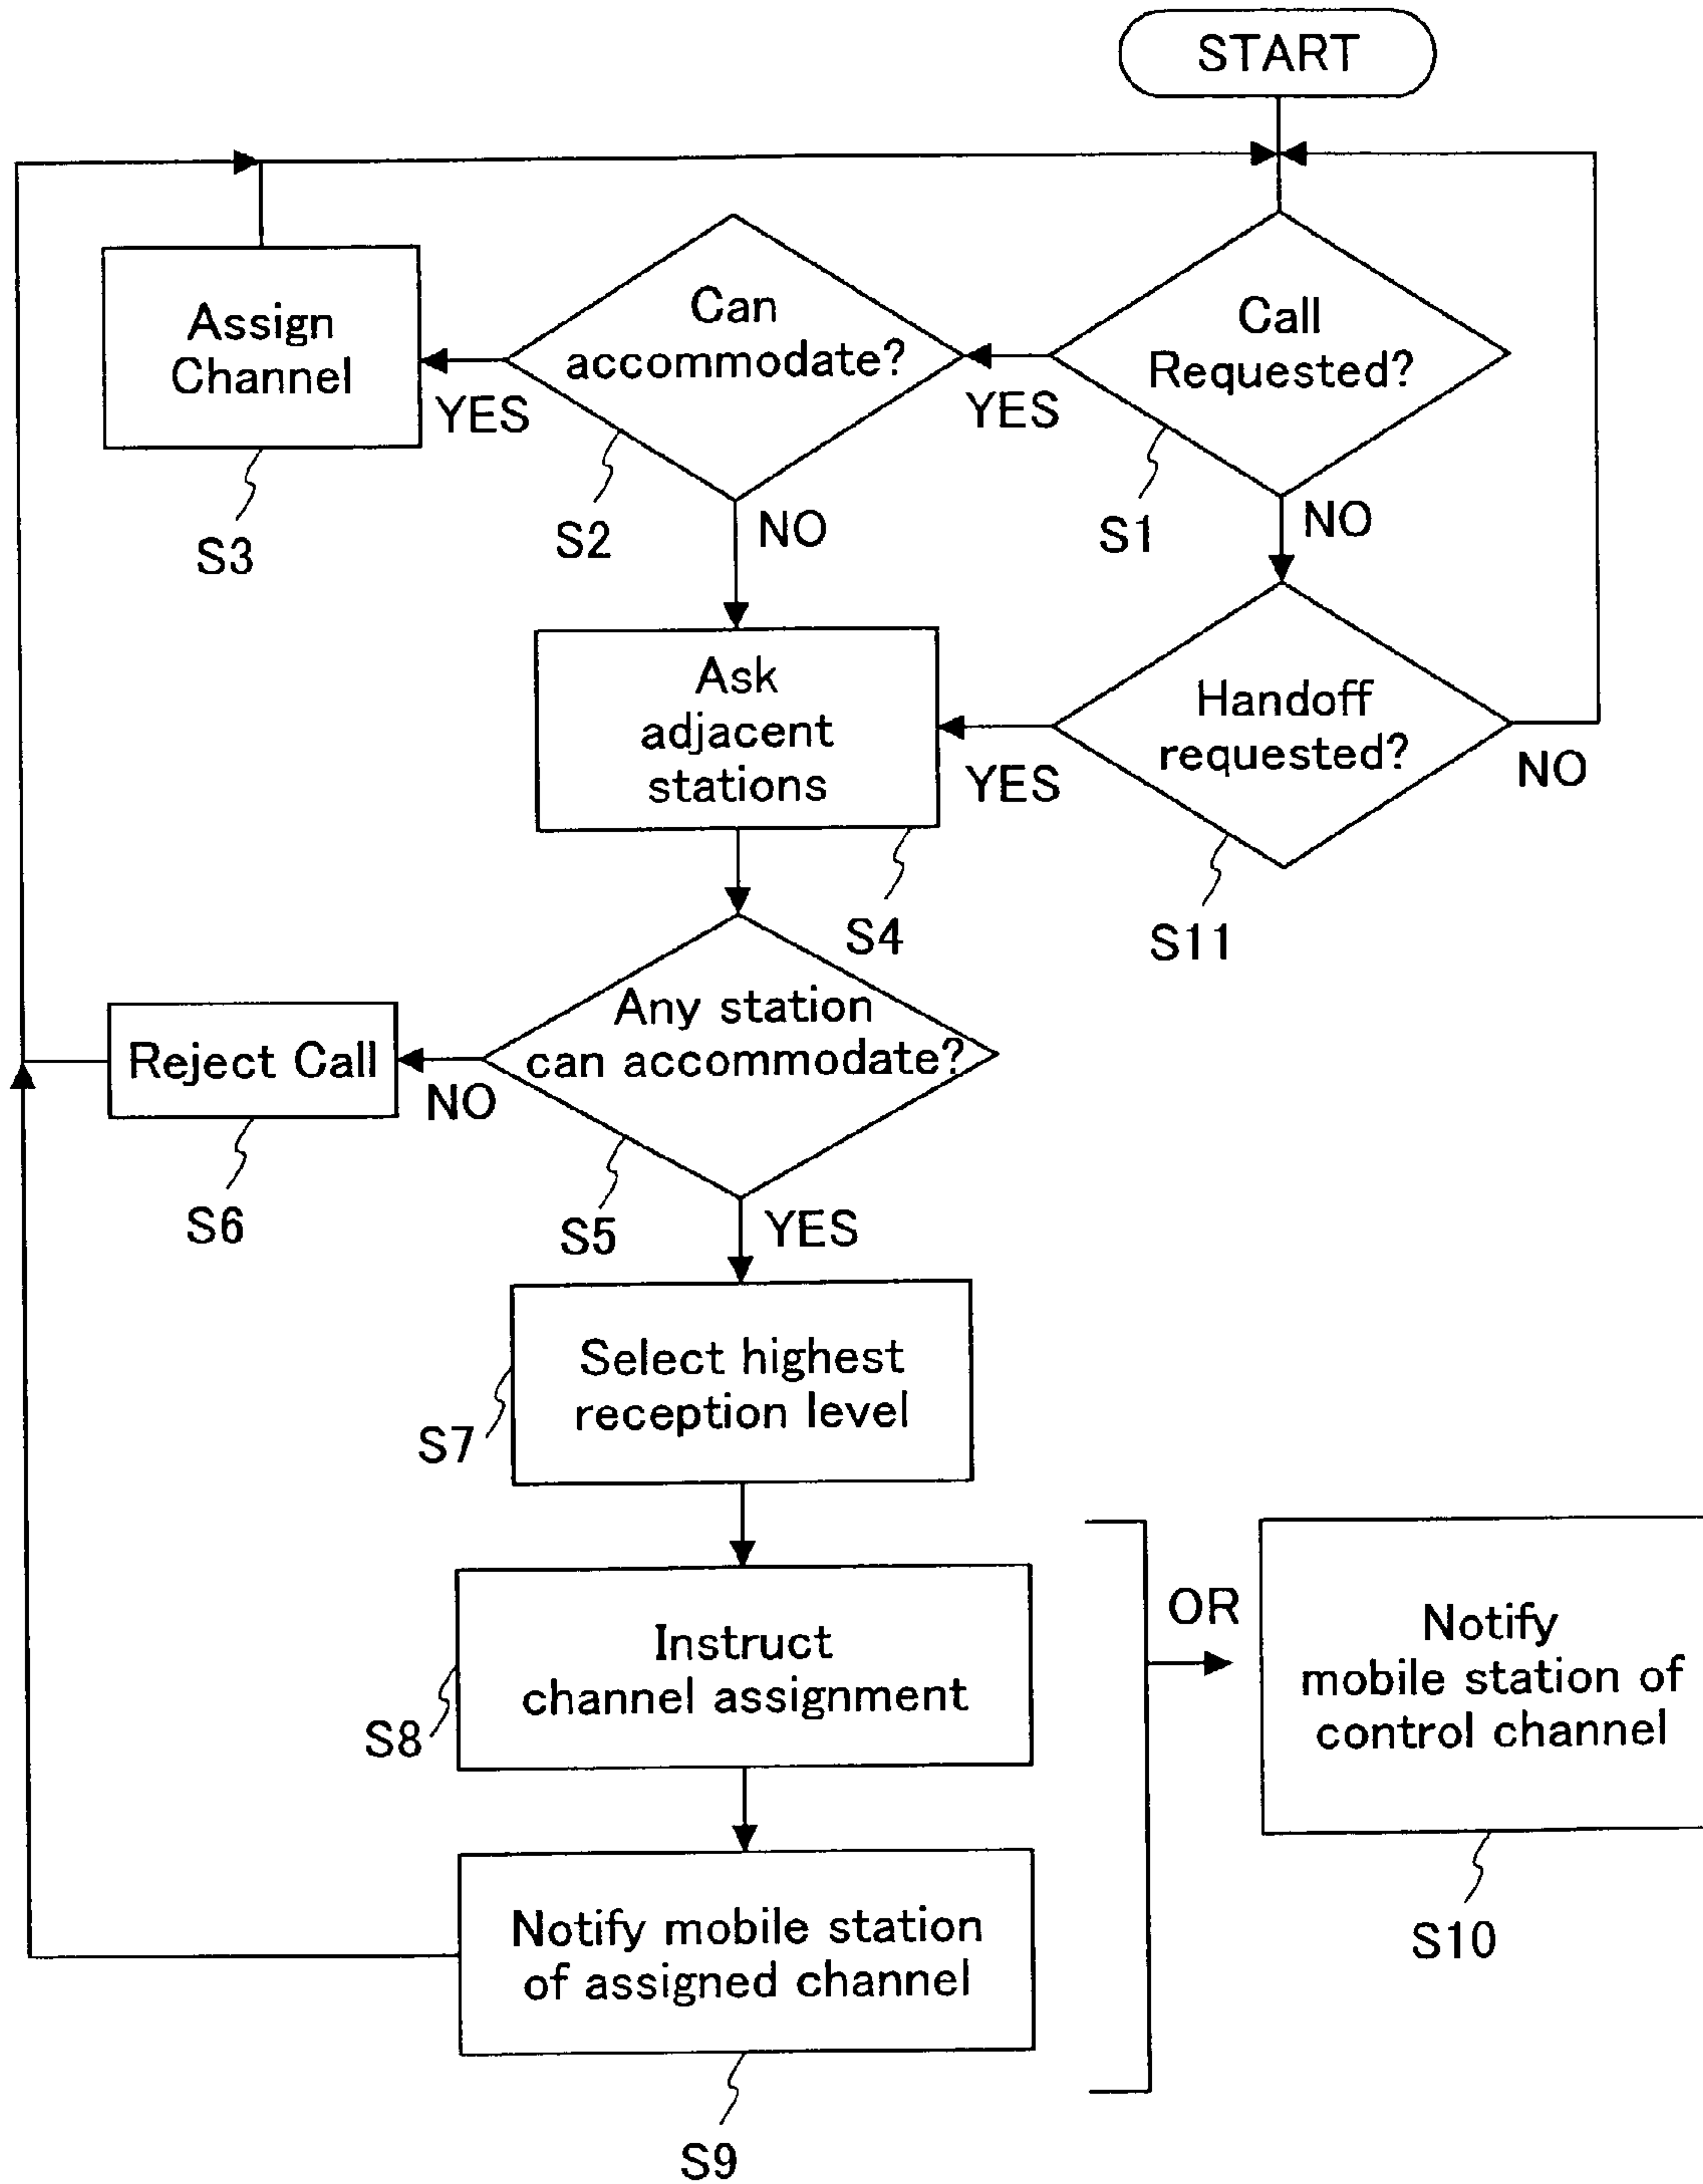 START
Call
Requested?
YES
S1
NO
Can
accommodate?
YES
S2
NO
Assign
Channel
S3
Handoff
requested?
YES
NO
S11
Ask
adjacent
stations
S4
Any station
can accommodate?
NO
S5
YES
Reject Call
S6
Select highest
reception level
S7
Instruct
channel assignment
S8
OR
Notify
mobile station of
control channel
S10
Notify mobile station
of assigned channel
S9